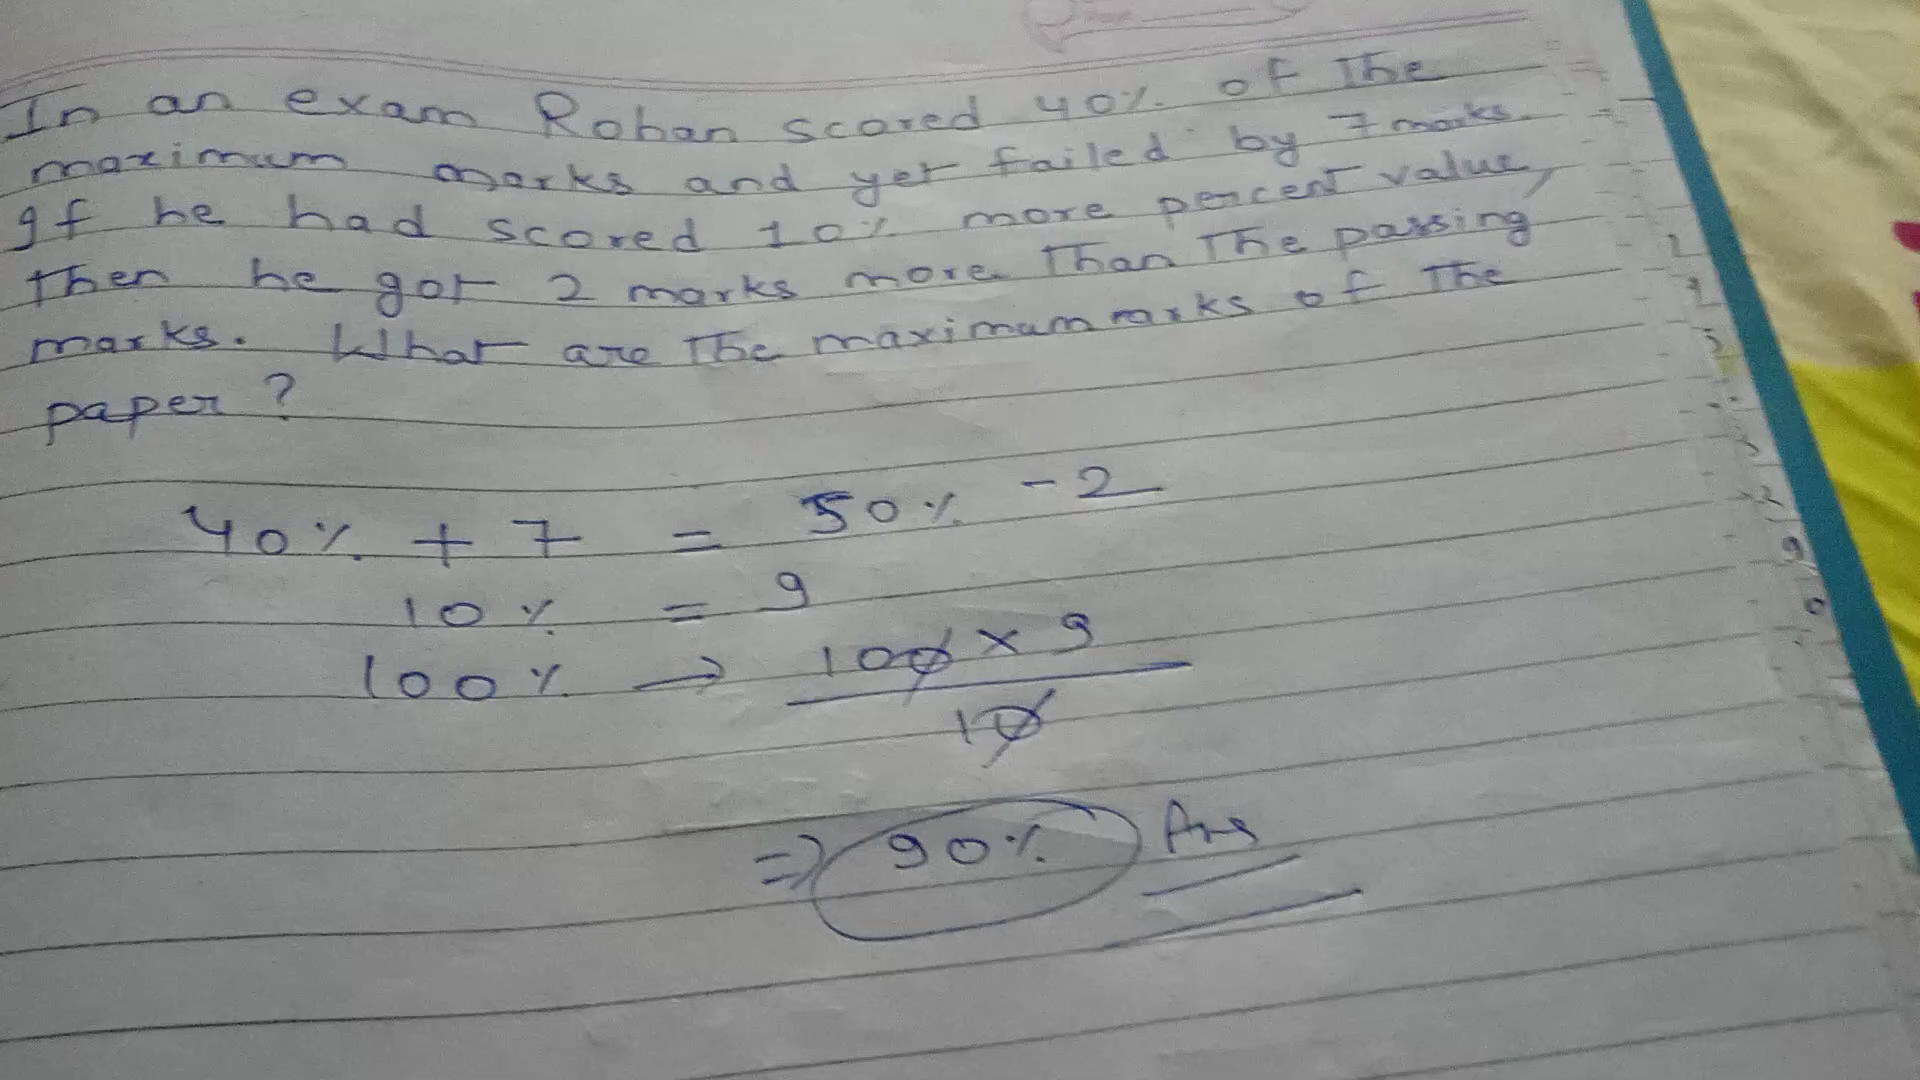 In an exam Rohan scored 40% of The
maximum marks and yet failed by 7 marks.
If he had scored 10% more percent value,
Then he got 2 marks more Than The passing
marks. What are The maximum marks of The
paper ?
40% + 7 = 50% - 2
10% = 9
100% → 100 × 9
10
⇒ 90% Ans